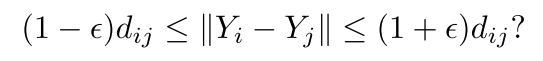 (1 − ϵ)d_{ij} ≤ ‖Y_i − Y_j‖ ≤ (1 + ϵ)d_{ij}?